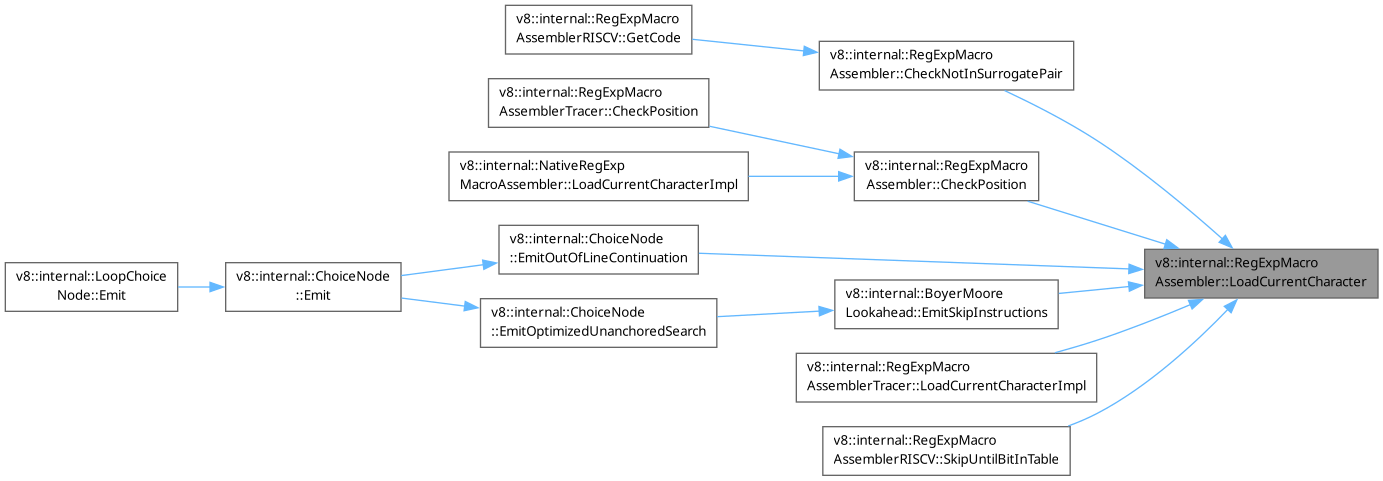 v8::internal::RegExpMacro
AssemblerRISCV::GetCode
v8::internal::RegExpMacro
Assembler::CheckNotInSurrogatePair
v8::internal::RegExpMacro
AssemblerTracer::CheckPosition
v8::internal::NativeRegExp
MacroAssembler::LoadCurrentCharacterImpl
v8::internal::RegExpMacro
Assembler::CheckPosition
v8::internal::LoopChoice
Node::Emit
v8::internal::ChoiceNode
::Emit
v8::internal::ChoiceNode
::EmitOutOfLineContinuation
v8::internal::ChoiceNode
::EmitOptimizedUnanchoredSearch
v8::internal::BoyerMoore
Lookahead::EmitSkipInstructions
v8::internal::RegExpMacro
Assembler::LoadCurrentCharacter
v8::internal::RegExpMacro
AssemblerTracer::LoadCurrentCharacterImpl
v8::internal::RegExpMacro
AssemblerRISCV::SkipUntilBitInTable